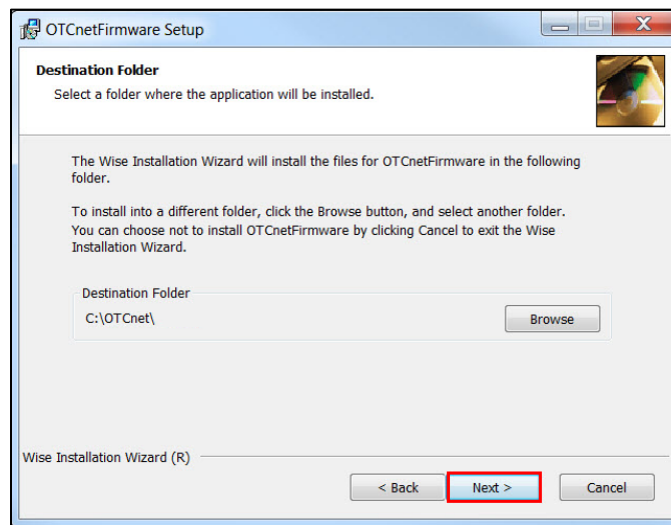 OTCnetFirmware Setup
Destination Folder
Select a folder where the application will be installed.
The Wise Installation Wizard will install the files for OTCnetFirmware in the following
folder.
To install into a different folder, click the Browse button, and select another folder.
You can choose not to install OTCnetFirmware by clicking Cancel to exit the Wise
Installation Wizard.
Destination Folder
C:\OTCnet\
Browse
Wise Installation Wizard (R)
< Back
Next >
Cancel